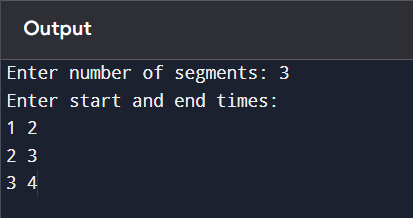 Output
Enter number of segments: 3
Enter start and end times:
1 2
2 3
3 4